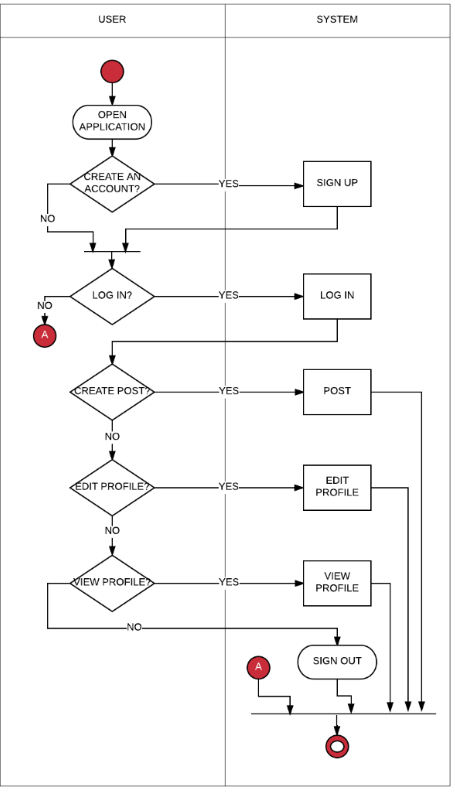 USER
SYSTEM
OPEN
APPLICATION
CREATE AN
ACCOUNT?
YES
SIGN UP
NO
LOG IN?
YES
LOG IN
NO
A
CREATE POST?
YES
POST
NO
EDIT PROFILE?
YES
EDIT
PROFILE
NO
VIEW PROFILE?
YES
VIEW
PROFILE
NO
SIGN OUT
A